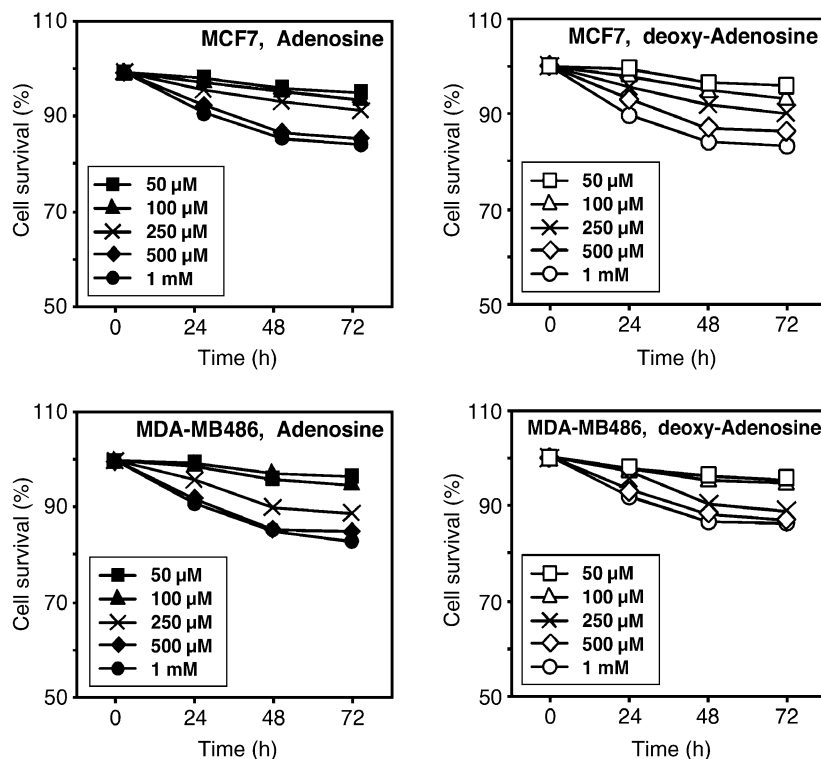 MCF7, Adenosine
110
90
70
50
Cell survival (%)
50 µM
100 µM
250 µM
500 µM
1 mM
0 24 48 72
Time (h)
MCF7, deoxy-Adenosine
110
90
70
50
Cell survival (%)
50 µM
100 µM
250 µM
500 µM
1 mM
0 24 48 72
Time (h)
MDA-MB486, Adenosine
110
90
70
50
Cell survival (%)
50 µM
100 µM
250 µM
500 µM
1 mM
0 24 48 72
Time (h)
MDA-MB486, deoxy-Adenosine
110
90
70
50
Cell survival (%)
50 µM
100 µM
250 µM
500 µM
1 mM
0 24 48 72
Time (h)